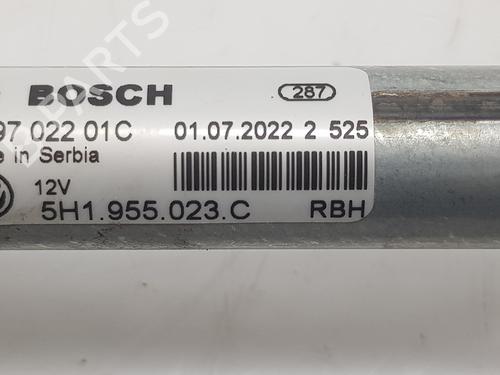 BOSCH 287
97 022 01C 01.07.2022 2 525
e in Serbia
12V
5H1.955.023.C RBH